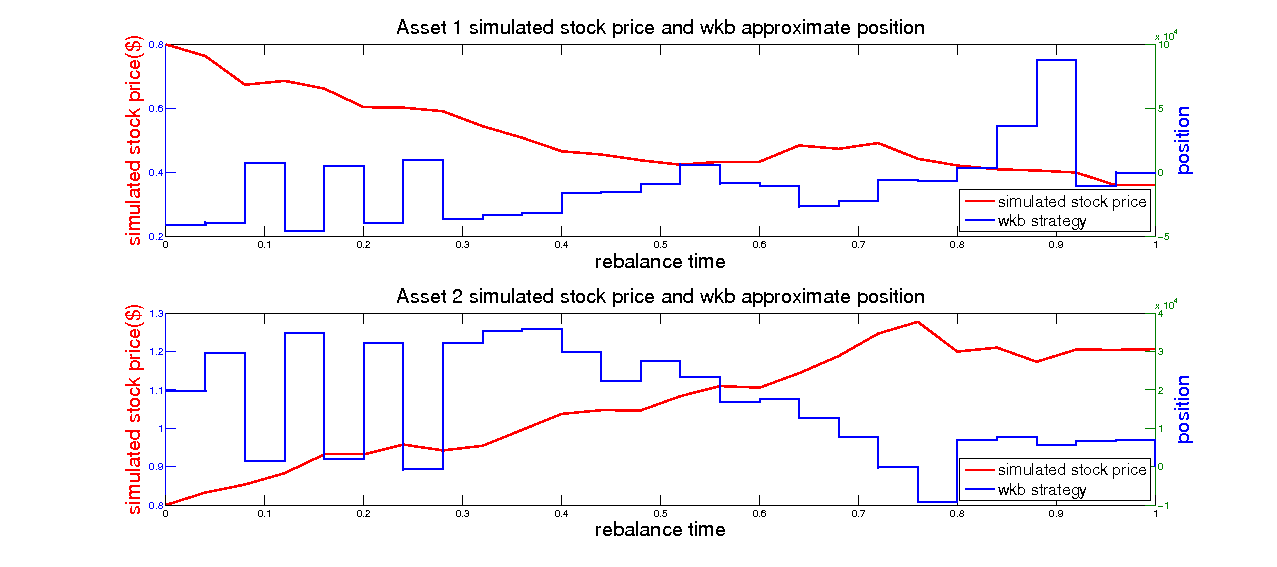 Asset 1 simulated stock price and wkb approximate position
x 10^4
simulated stock price($)
0.8
0.6
0.4
0.2
10
5
0
-5
position
simulated stock price
wkb strategy
0 0.1 0.2 0.3 0.4 0.5 0.6 0.7 0.8 0.9 1
rebalance time
Asset 2 simulated stock price and wkb approximate position
x 10^4
simulated stock price($)
1.3
1.2
1.1
1
0.9
0.8
4
3
2
1
0
-1
position
simulated stock price
wkb strategy
0 0.1 0.2 0.3 0.4 0.5 0.6 0.7 0.8 0.9 1
rebalance time